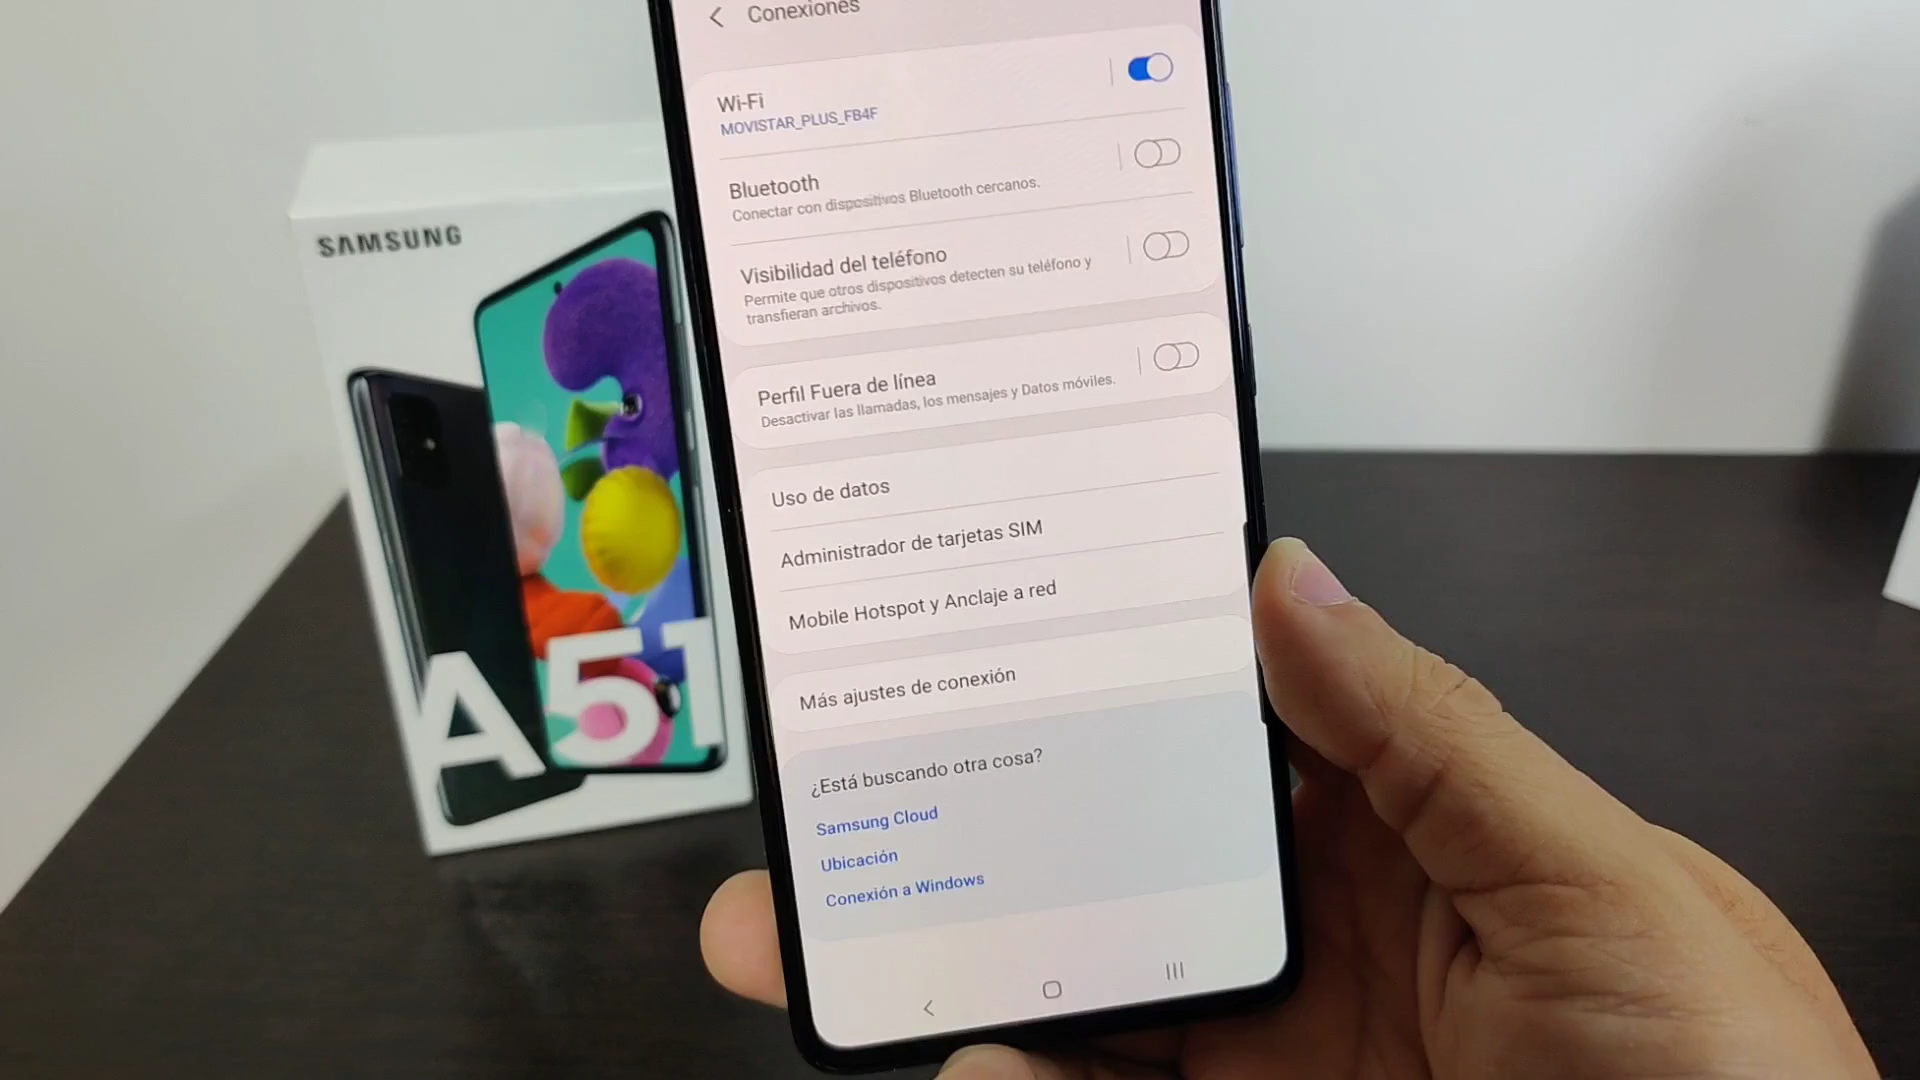 Conexiones
Wi-Fi
MOVISTAR_PLUS_FB4F
Bluetooth
Conectar con dispositivos Bluetooth cercanos.
Visibilidad del teléfono
Permite que otros dispositivos detecten su teléfono y
transfieran archivos.
Perfil Fuera de línea
Desactivar las llamadas, los mensajes y Datos móviles.
Uso de datos
Administrador de tarjetas SIM
Mobile Hotspot y Anclaje a red
Más ajustes de conexión
¿Está buscando otra cosa?
Samsung Cloud
Ubicación
Conexión a Windows
SAMSUNG
A51